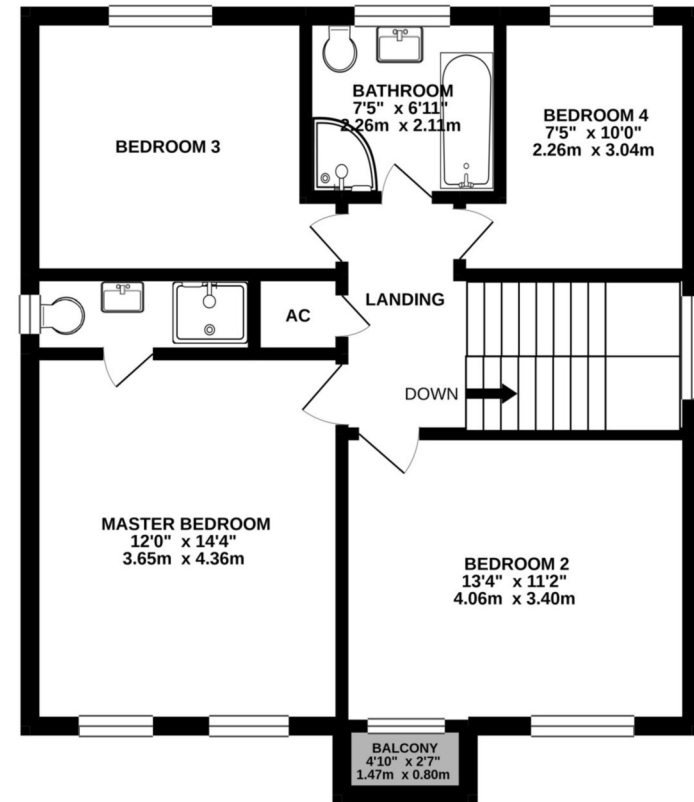 BEDROOM 3
BATHROOM
7'5" x 6'11"
2.26m x 2.11m
BEDROOM 4
7'5" x 10'0"
2.26m x 3.04m
AC
LANDING
DOWN
MASTER BEDROOM
12'0" x 14'4"
3.65m x 4.36m
BEDROOM 2
13'4" x 11'2"
4.06m x 3.40m
BALCONY
4'10" x 2'7"
1.47m x 0.80m